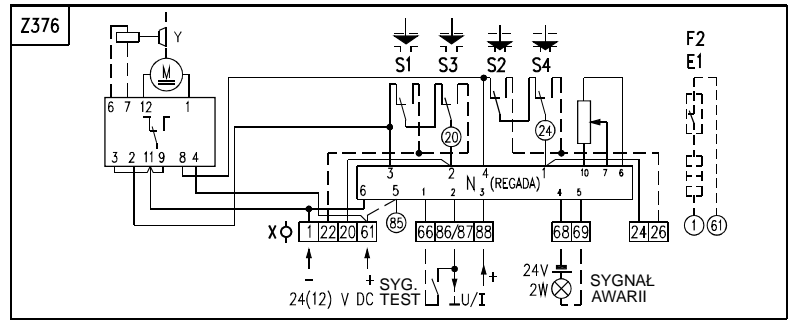 Z376
Y
S1 S3 S2 S4
F2
E1
M
6 7 12 1
20 24
3 2 11 9 8 4
3 2 4 1 10 7 6
N (REGADA)
6 5 1 2 3 4 5
85
1 61
X 1 22 20 61 66 86/87 88 68 69 24 26
− + SYG. TEST + 24V 2W SYGNAŁ AWARII
24(12) V DC ⊥U/I